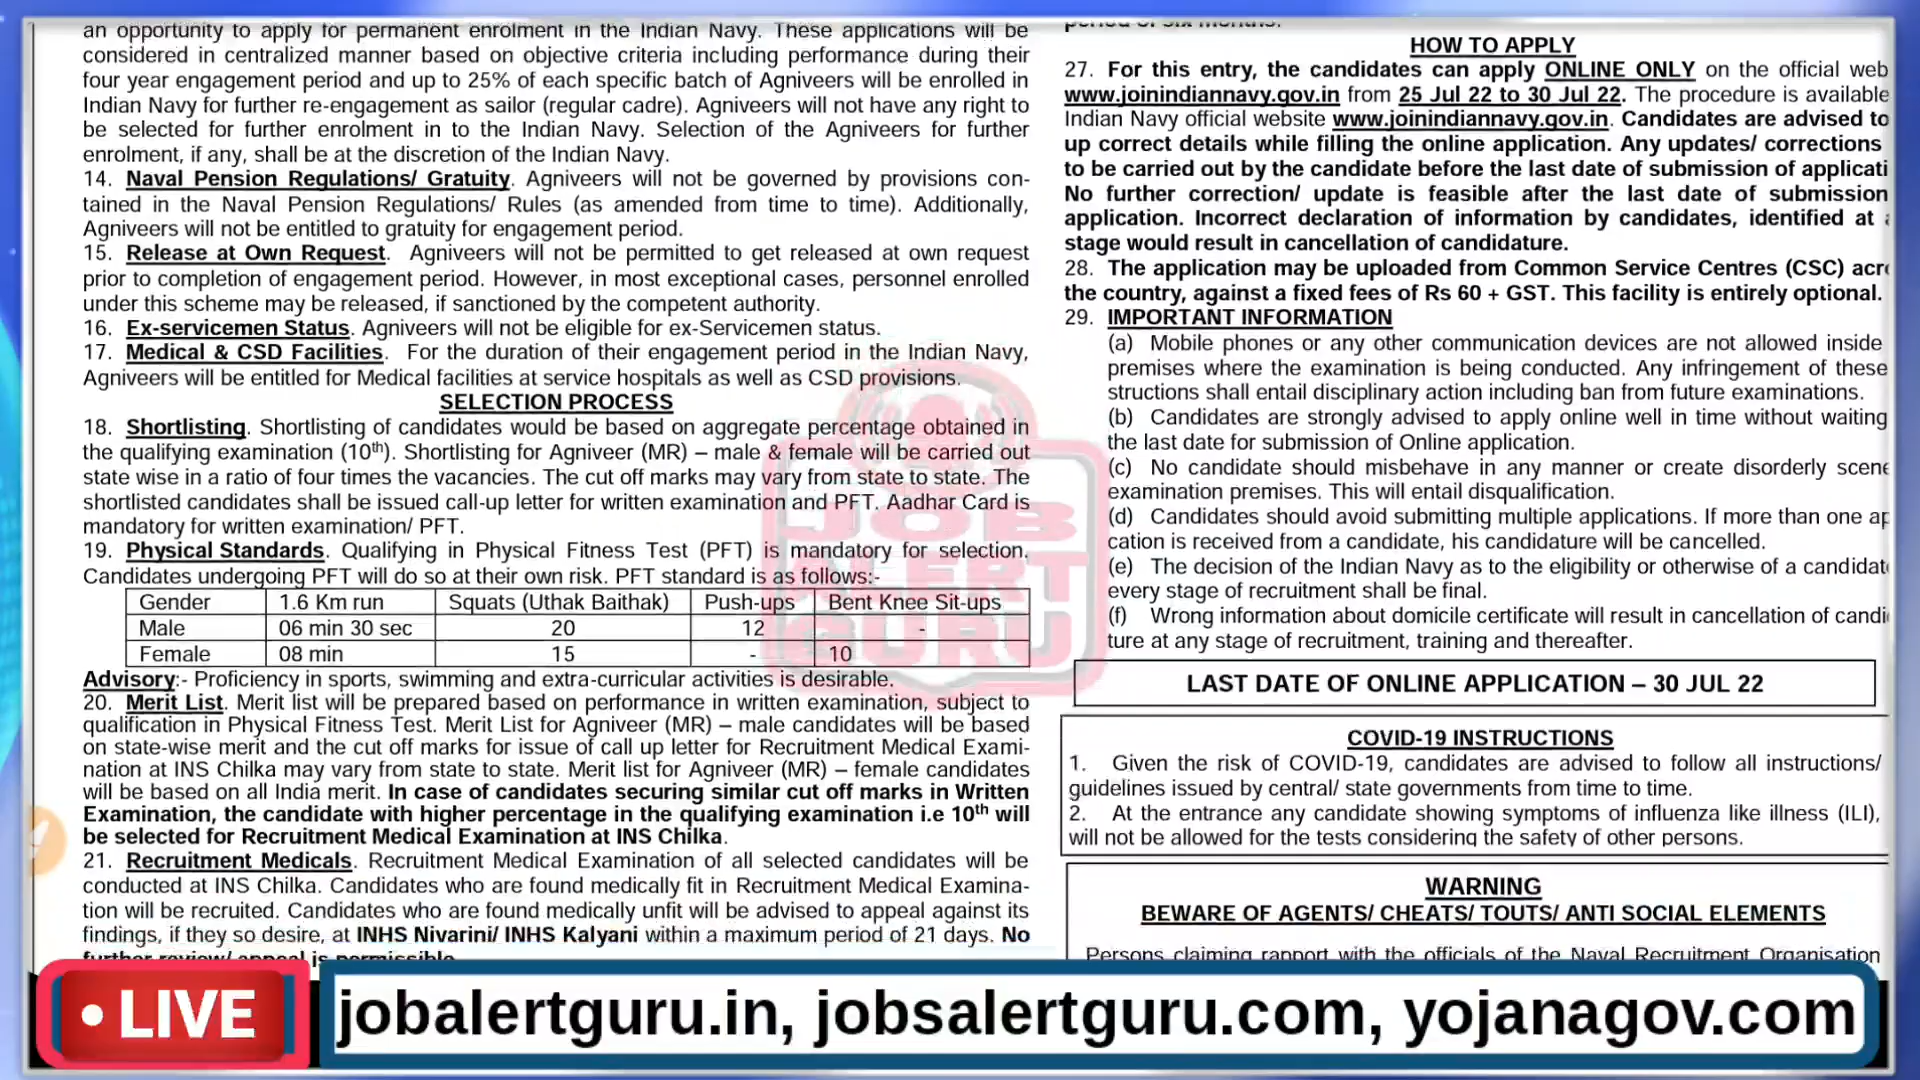 an opportunity to apply for permanent enrolment in the Indian Navy. These applications will be
considered in centralized manner based on objective criteria including performance during their
four year engagement period and up to 25% of each specific batch of Agniveers will be enrolled in
Indian Navy for further re-engagement as sailor (regular cadre). Agniveers will not have any right to
be selected for further enrolment in to the Indian Navy. Selection of the Agniveers for further
enrolment, if any, shall be at the discretion of the Indian Navy.
14. Naval Pension Regulations/ Gratuity. Agniveers will not be governed by provisions con-
tained in the Naval Pension Regulations/ Rules (as amended from time to time). Additionally,
Agniveers will not be entitled to gratuity for engagement period.
15. Release at Own Request. Agniveers will not be permitted to get released at own request
prior to completion of engagement period. However, in most exceptional cases, personnel enrolled
under this scheme may be released, if sanctioned by the competent authority.
16. Ex-servicemen Status. Agniveers will not be eligible for ex-Servicemen status.
17. Medical & CSD Facilities. For the duration of their engagement period in the Indian Navy,
Agniveers will be entitled for Medical facilities at service hospitals as well as CSD provisions.
SELECTION PROCESS
18. Shortlisting. Shortlisting of candidates would be based on aggregate percentage obtained in
the qualifying examination (10th). Shortlisting for Agniveer (MR) – male & female will be carried out
state wise in a ratio of four times the vacancies. The cut off marks may vary from state to state. The
shortlisted candidates shall be issued call-up letter for written examination and PFT. Aadhar Card is
mandatory for written examination/ PFT.
19. Physical Standards. Qualifying in Physical Fitness Test (PFT) is mandatory for selection.
Candidates undergoing PFT will do so at their own risk. PFT standard is as follows:-
Gender 1.6 Km run Squats (Uthak Baithak) Push-ups Bent Knee Sit-ups
Male 06 min 30 sec 20 12 -
Female 08 min 15 - 10
Advisory:- Proficiency in sports, swimming and extra-curricular activities is desirable.
20. Merit List. Merit list will be prepared based on performance in written examination, subject to
qualification in Physical Fitness Test. Merit List for Agniveer (MR) – male candidates will be based
on state-wise merit and the cut off marks for issue of call up letter for Recruitment Medical Exami-
nation at INS Chilka may vary from state to state. Merit list for Agniveer (MR) – female candidates
will be based on all India merit. In case of candidates securing similar cut off marks in Written
Examination, the candidate with higher percentage in the qualifying examination i.e 10th will
be selected for Recruitment Medical Examination at INS Chilka.
21. Recruitment Medicals. Recruitment Medical Examination of all selected candidates will be
conducted at INS Chilka. Candidates who are found medically fit in Recruitment Medical Examina-
tion will be recruited. Candidates who are found medically unfit will be advised to appeal against its
findings, if they so desire, at INHS Nivarini/ INHS Kalyani within a maximum period of 21 days. No
further review/ appeal is permissible.
period of six months.
HOW TO APPLY
27. For this entry, the candidates can apply ONLINE ONLY on the official web
www.joinindiannavy.gov.in from 25 Jul 22 to 30 Jul 22. The procedure is available
Indian Navy official website www.joinindiannavy.gov.in. Candidates are advised to
up correct details while filling the online application. Any updates/ corrections
to be carried out by the candidate before the last date of submission of applicati
No further correction/ update is feasible after the last date of submission
application. Incorrect declaration of information by candidates, identified at
stage would result in cancellation of candidature.
28. The application may be uploaded from Common Service Centres (CSC) acr
the country, against a fixed fees of Rs 60 + GST. This facility is entirely optional.
29. IMPORTANT INFORMATION
(a) Mobile phones or any other communication devices are not allowed inside
premises where the examination is being conducted. Any infringement of these
structions shall entail disciplinary action including ban from future examinations.
(b) Candidates are strongly advised to apply online well in time without waiting
the last date for submission of Online application.
(c) No candidate should misbehave in any manner or create disorderly scene
examination premises. This will entail disqualification.
(d) Candidates should avoid submitting multiple applications. If more than one ap
cation is received from a candidate, his candidature will be cancelled.
(e) The decision of the Indian Navy as to the eligibility or otherwise of a candidat
every stage of recruitment shall be final.
(f) Wrong information about domicile certificate will result in cancellation of candi
ture at any stage of recruitment, training and thereafter.
LAST DATE OF ONLINE APPLICATION – 30 JUL 22
COVID-19 INSTRUCTIONS
1. Given the risk of COVID-19, candidates are advised to follow all instructions/
guidelines issued by central/ state governments from time to time.
2. At the entrance any candidate showing symptoms of influenza like illness (ILI),
will not be allowed for the tests considering the safety of other persons.
WARNING
BEWARE OF AGENTS/ CHEATS/ TOUTS/ ANTI SOCIAL ELEMENTS
Persons claiming rapport with the officials of the Naval Recruitment Organisation
JOB
ALERT
GURU
LIVE
jobalertguru.in, jobsalertguru.com, yojanagov.com